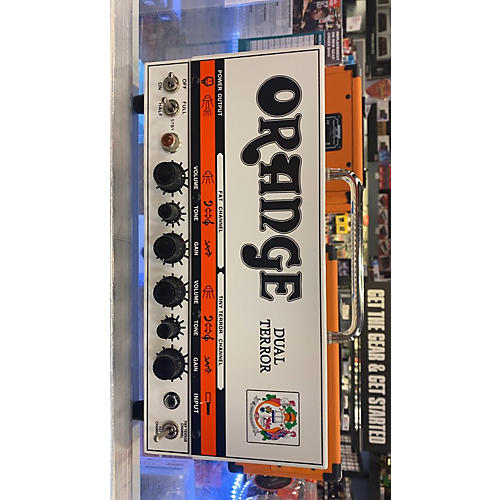 ORANGE
DUAL
TERROR
POWER OUTPUT
FAT CHANNEL
TINY TERROR CHANNEL
OFF
ON
FULL
HALF
STBY
VOLUME
TONE
GAIN
VOLUME
TONE
GAIN
INPUT
GET THE GEAR & GET STARTED